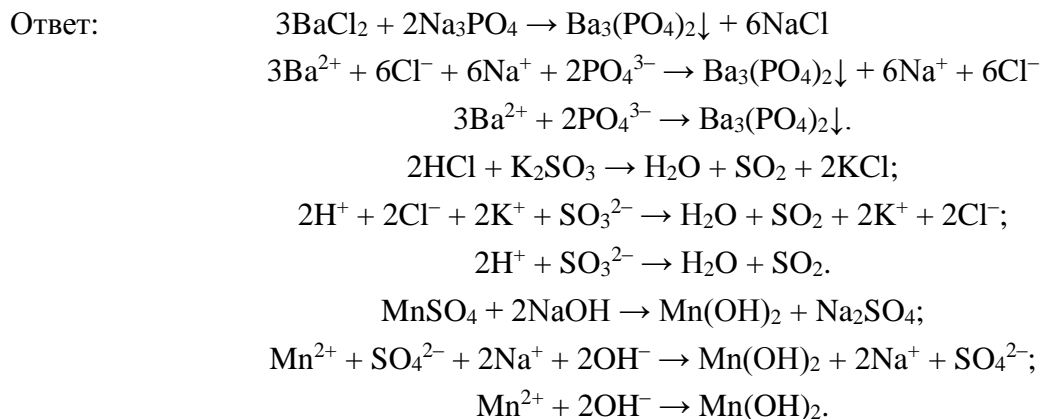 Ответ: 3BaCl₂ + 2Na₃PO₄ → Ba₃(PO₄)₂↓ + 6NaCl
3Ba²⁺ + 6Cl⁻ + 6Na⁺ + 2PO₄³⁻ → Ba₃(PO₄)₂↓ + 6Na⁺ + 6Cl⁻
3Ba²⁺ + 2PO₄³⁻ → Ba₃(PO₄)₂↓.
2HCl + K₂SO₃ → H₂O + SO₂ + 2KCl;
2H⁺ + 2Cl⁻ + 2K⁺ + SO₃²⁻ → H₂O + SO₂ + 2K⁺ + 2Cl⁻;
2H⁺ + SO₃²⁻ → H₂O + SO₂.
MnSO₄ + 2NaOH → Mn(OH)₂ + Na₂SO₄;
Mn²⁺ + SO₄²⁻ + 2Na⁺ + 2OH⁻ → Mn(OH)₂ + 2Na⁺ + SO₄²⁻;
Mn²⁺ + 2OH⁻ → Mn(OH)₂.